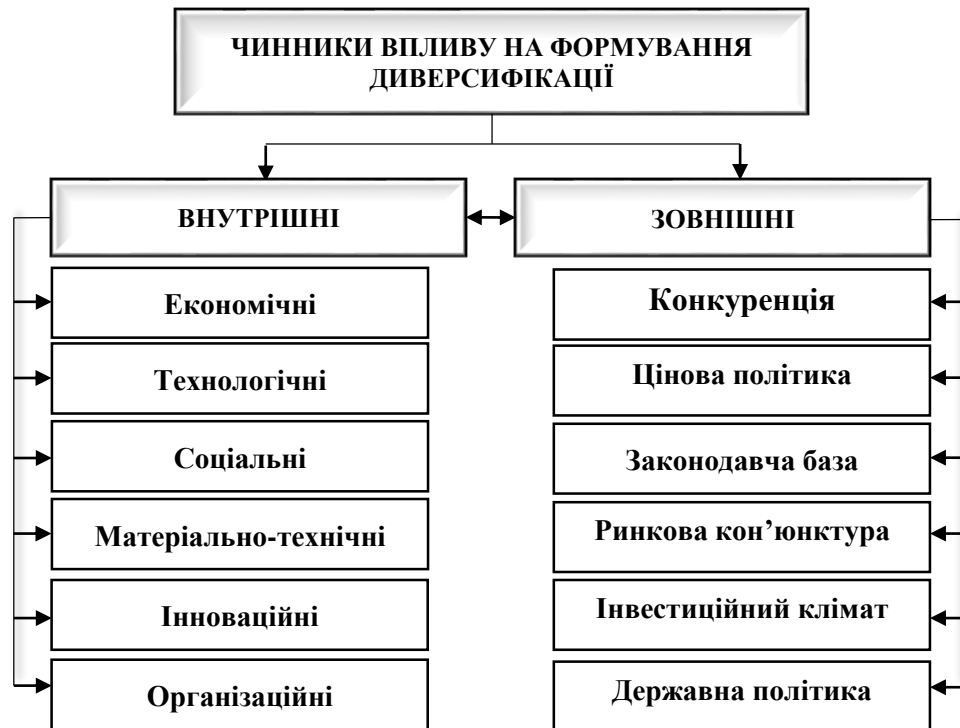 ЧИННИКИ ВПЛИВУ НА ФОРМУВАННЯ
ДИВЕРСИФІКАЦІЇ
ВНУТРІШНІ
ЗОВНІШНІ
Економічні
Технологічні
Соціальні
Матеріально-технічні
Інноваційні
Організаційні
Конкуренція
Цінова політика
Законодавча база
Ринкова кон’юнктура
Інвестиційний клімат
Державна політика